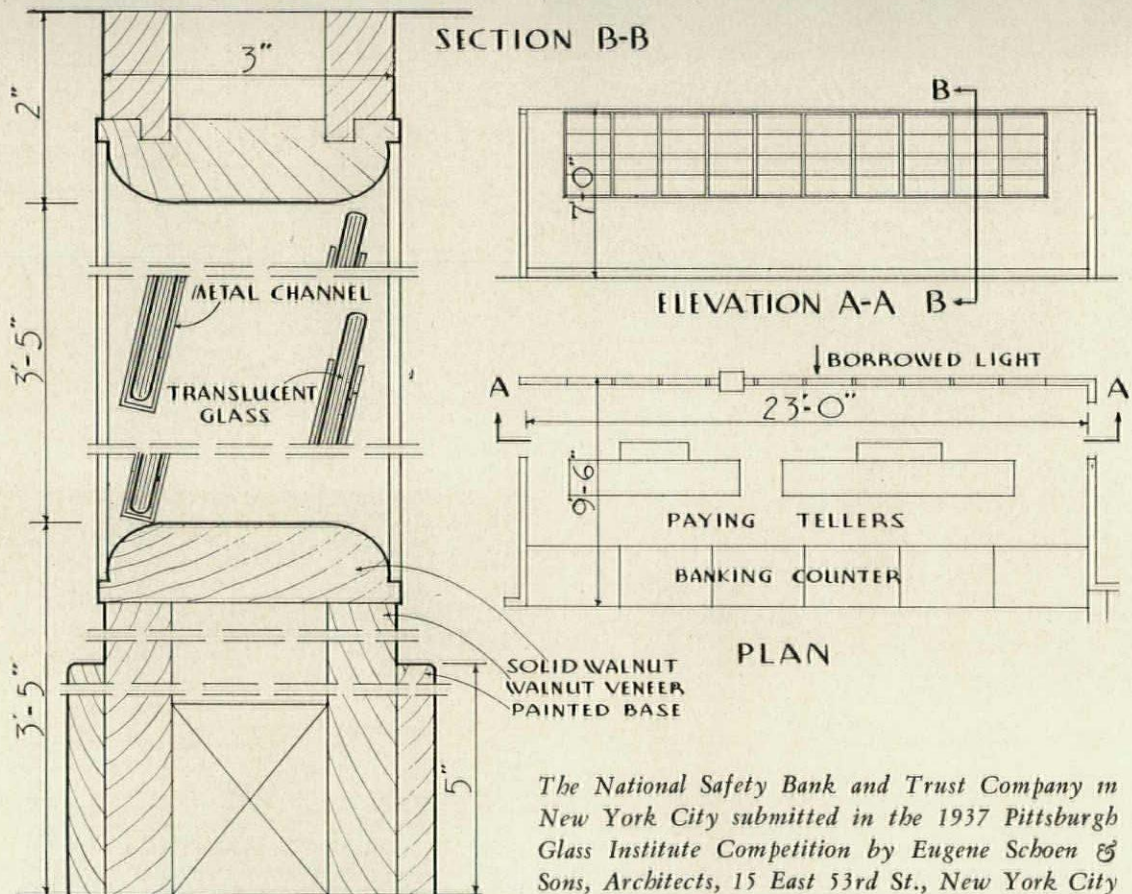 SECTION B-B
3"
2"
3'-5"
3'-5"
METAL CHANNEL
TRANSLUCENT
GLASS
SOLID WALNUT
WALNUT VENEER
PAINTED BASE
5"
B
7'-0"
ELEVATION A-A B
BORROWED LIGHT
A
A
23'-0"
9'-6"
PAYING TELLERS
BANKING COUNTER
PLAN
The National Safety Bank and Trust Company in
New York City submitted in the 1937 Pittsburgh
Glass Institute Competition by Eugene Schoen &
Sons, Architects, 15 East 53rd St., New York City